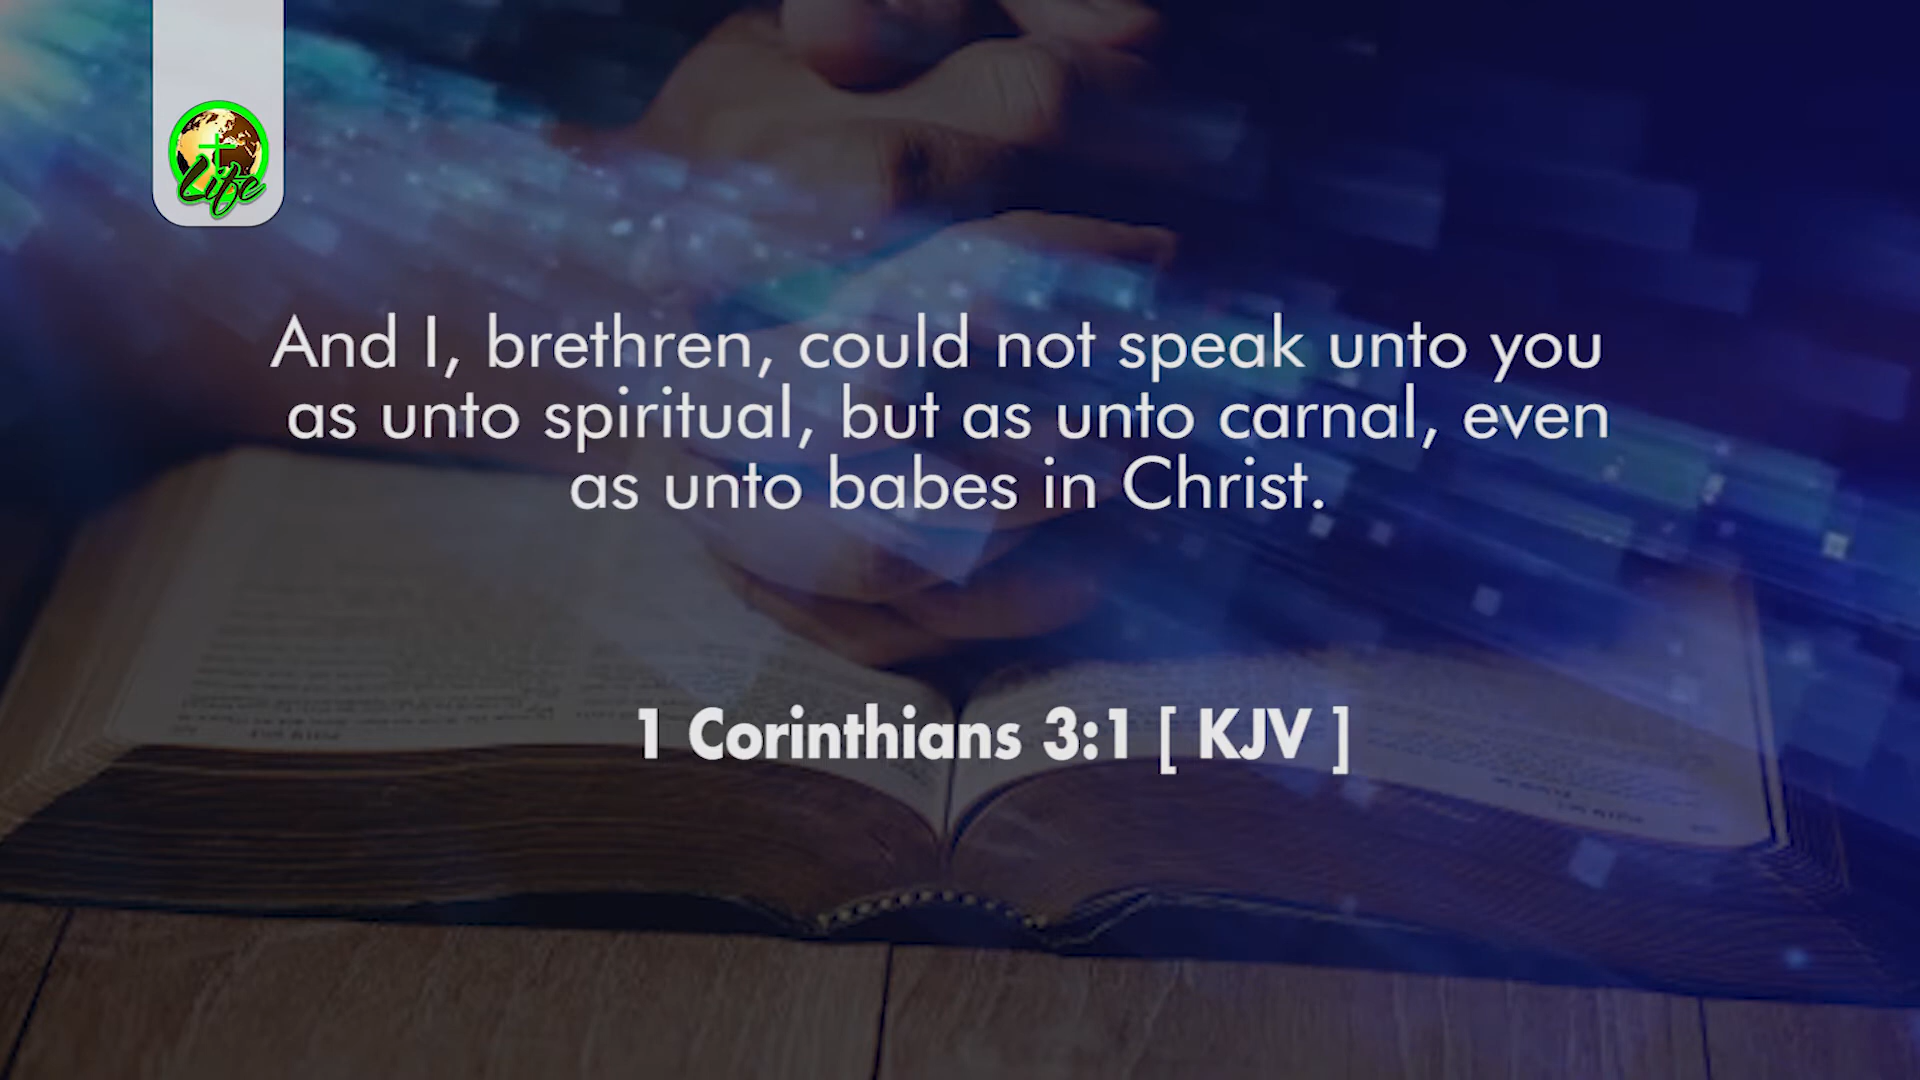 Life
And I, brethren, could not speak unto you
as unto spiritual, but as unto carnal, even
as unto babes in Christ.
1 Corinthians 3:1 [ KJV ]